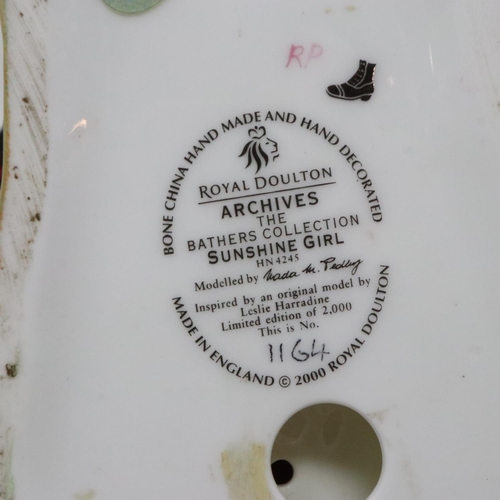 RP
BONE CHINA HAND MADE AND HAND DECORATED
ROYAL DOULTON
ARCHIVES
THE
BATHERS COLLECTION
SUNSHINE GIRL
HN 4245
Modelled by Nada M. Pedley
Inspired by an original model by
Leslie Harradine
Limited edition of 2,000
This is No.
1164
MADE IN ENGLAND © 2000 ROYAL DOULTON